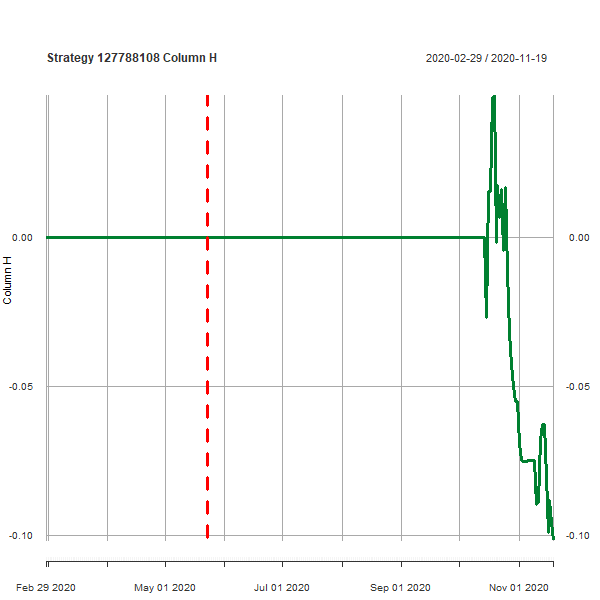 Strategy 127788108 Column H
2020-02-29 / 2020-11-19
0.00
0.00
Column H
-0.05
-0.05
-0.10
-0.10
Feb 29 2020
May 01 2020
Jul 01 2020
Sep 01 2020
Nov 01 2020